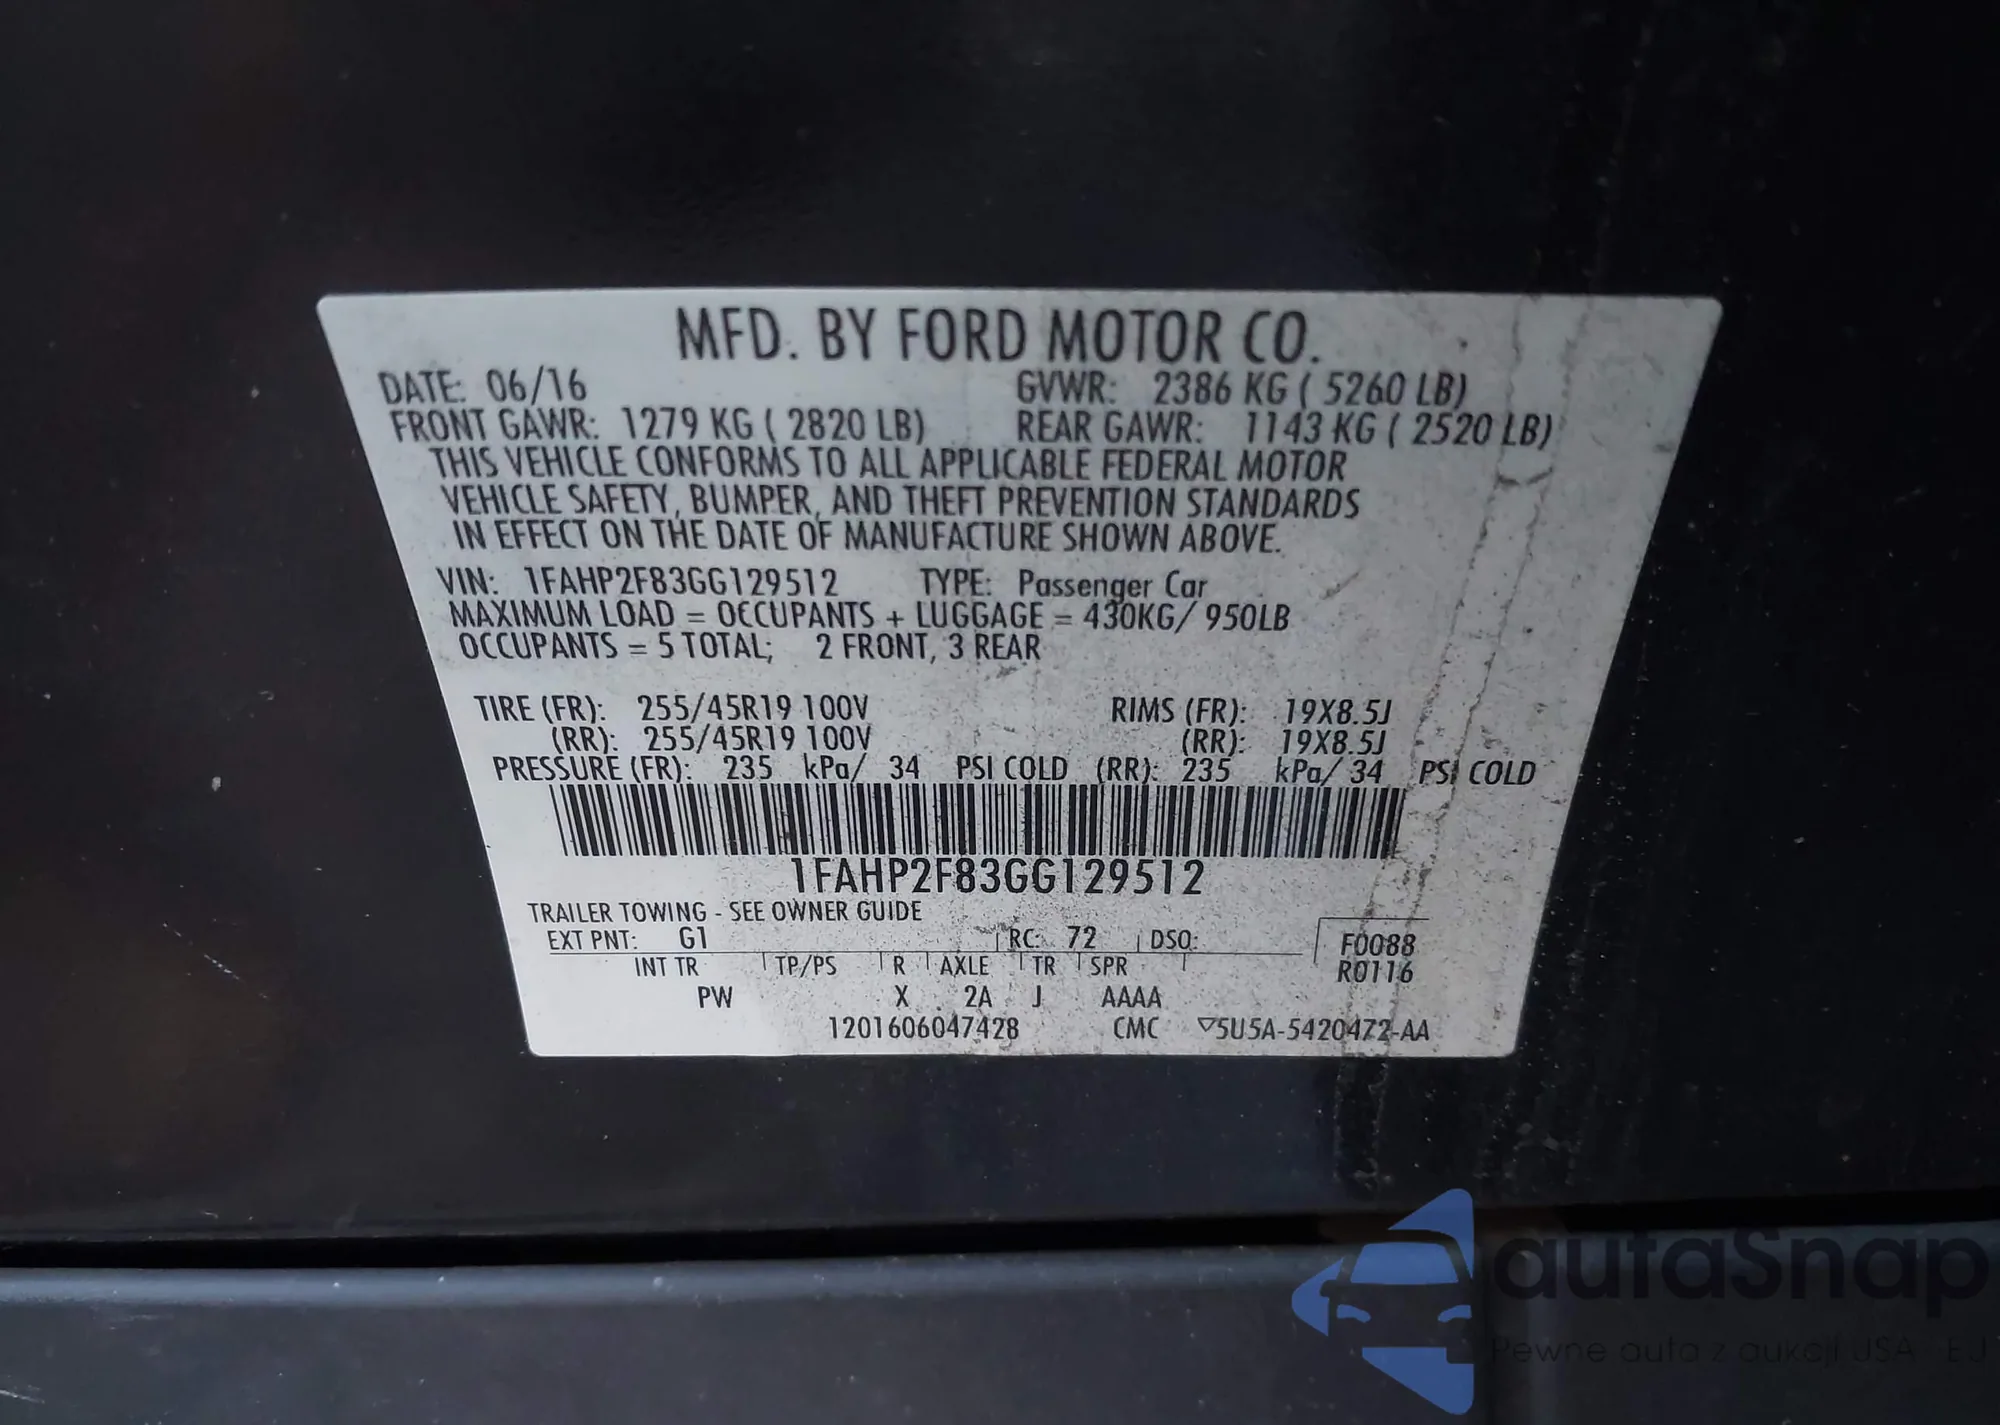 MFD. BY FORD MOTOR CO.
DATE: 06/16 GVWR: 2386 KG ( 5260 LB)
FRONT GAWR: 1279 KG ( 2820 LB) REAR GAWR: 1143 KG ( 2520 LB)
THIS VEHICLE CONFORMS TO ALL APPLICABLE FEDERAL MOTOR
VEHICLE SAFETY, BUMPER, AND THEFT PREVENTION STANDARDS
IN EFFECT ON THE DATE OF MANUFACTURE SHOWN ABOVE.
VIN: 1FAHP2F83GG129512 TYPE: Passenger Car
MAXIMUM LOAD = OCCUPANTS + LUGGAGE = 430KG/ 950LB
OCCUPANTS = 5 TOTAL; 2 FRONT, 3 REAR
TIRE (FR): 255/45R19 100V RIMS (FR): 19X8.5J
(RR): 255/45R19 100V (RR): 19X8.5J
PRESSURE (FR): 235 kPa/ 34 PSI COLD (RR): 235 kPa/ 34 PSI COLD
1FAHP2F83GG129512
TRAILER TOWING - SEE OWNER GUIDE
EXT PNT: G1 RC: 72 DSO: F0088
INT TR TP/PS R AXLE TR SPR R0116
PW X 2A J AAAA
1201606047428 CMC ▽5U5A-5420472-AA
autaSnap
Pewne auta z aukcji USA - EJ